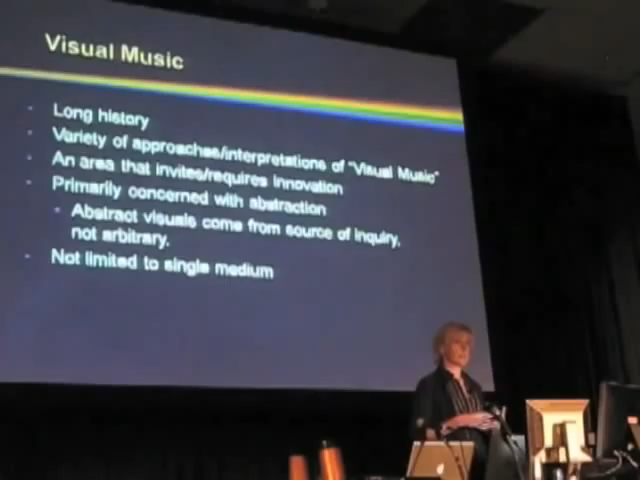 Visual Music
- Long history
- Variety of approaches/interpretations of "Visual Music"
- An area that invites/requires innovation
- Primarily concerned with abstraction
- Abstract visuals come from source of inquiry,
not arbitrary.
- Not limited to single medium